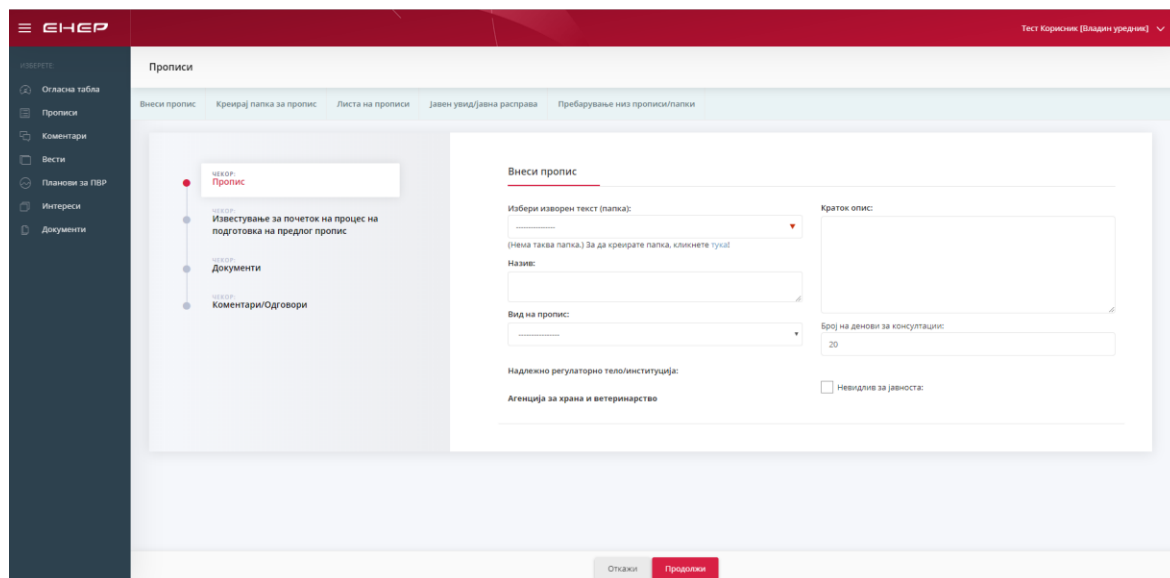 ЕНЕР
Тест Корисник [Владин уредник]
ИЗБЕРЕТЕ:
Огласна табла
Прописи
Коментари
Вести
Планови за ПВР
Интереси
Документи
Прописи
Внеси пропис
Креирај папка за пропис
Листа на прописи
Јавен увид/јавна расправа
Пребарување низ прописи/папки
ЧЕКОР:
Пропис
ЧЕКОР:
Известување за почеток на процес на
подготовка на предлог пропис
ЧЕКОР:
Документи
ЧЕКОР:
Коментари/Одговори
Внеси пропис
Избери изворен текст (папка):
---------------
(Нема таква папка.) За да креирате папка, кликнете тука!
Назив:
Вид на пропис:
---------------
Надлежно регулаторно тело/институција:
Агенција за храна и ветеринарство
Краток опис:
Број на денови за консултации:
20
Невидлив за јавноста:
Откажи
Продолжи